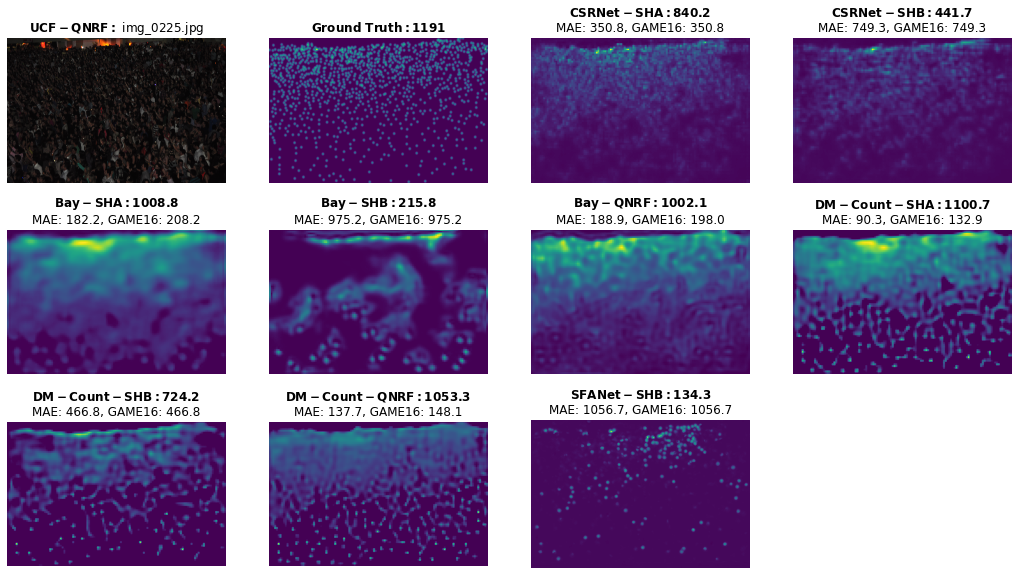 UCF − QNRF : img_0225.jpg
Ground Truth : 1191
CSRNet − SHA : 840.2
MAE: 350.8, GAME16: 350.8
CSRNet − SHB : 441.7
MAE: 749.3, GAME16: 749.3
Bay − SHA : 1008.8
MAE: 182.2, GAME16: 208.2
Bay − SHB : 215.8
MAE: 975.2, GAME16: 975.2
Bay − QNRF : 1002.1
MAE: 188.9, GAME16: 198.0
DM − Count − SHA : 1100.7
MAE: 90.3, GAME16: 132.9
DM − Count − SHB : 724.2
MAE: 466.8, GAME16: 466.8
DM − Count − QNRF : 1053.3
MAE: 137.7, GAME16: 148.1
SFANet − SHB : 134.3
MAE: 1056.7, GAME16: 1056.7